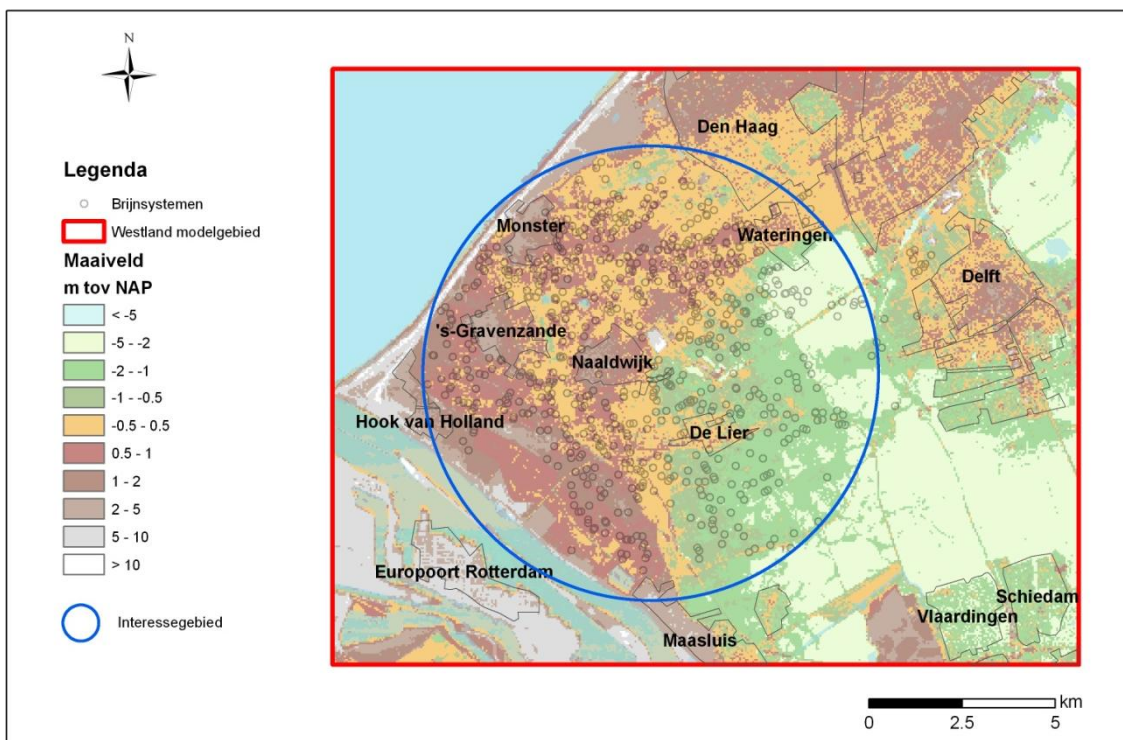 N
Legenda
Brijnsystemen
Westland modelgebied
Maaiveld
m tov NAP
< -5
-5 - -2
-2 - -1
-1 - -0.5
-0.5 - 0.5
0.5 - 1
1 - 2
2 - 5
5 - 10
> 10
Interessegebied
Den Haag
Monster
Wateringen
Delft
's-Gravenzande
Naaldwijk
Hook van Holland
De Lier
Europoort Rotterdam
Schiedam
Vlaardingen
Maasluis
km
0 2.5 5